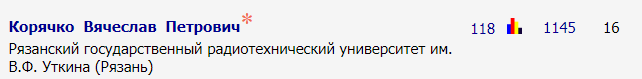 Корячко Вячеслав Петрович* 118 1145 16
Рязанский государственный радиотехнический университет им.
В.Ф. Уткина (Рязань)